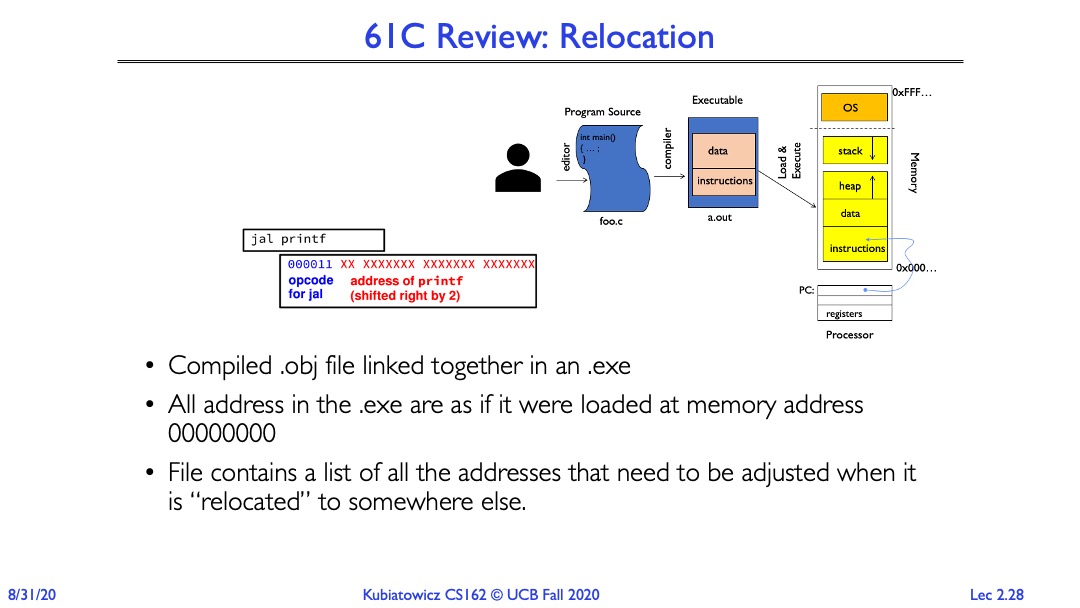 61C Review: Relocation
Program Source
editor
int main()
{ … ;
}
foo.c
compiler
Executable
data
instructions
a.out
Load &
Execute
0xFFF…
OS
stack
heap
data
instructions
Memory
0x000…
PC:
registers
Processor
jal printf
000011 XX XXXXXXX XXXXXXX XXXXXXX
opcode
for jal
address of printf
(shifted right by 2)
• Compiled .obj file linked together in an .exe
• All address in the .exe are as if it were loaded at memory address
00000000
• File contains a list of all the addresses that need to be adjusted when it
is “relocated” to somewhere else.
8/31/20
Kubiatowicz CS162 © UCB Fall 2020
Lec 2.28